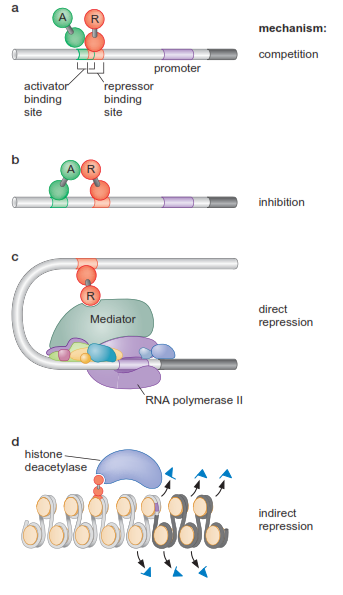 a
A R
mechanism:
competition
promoter
activator repressor
binding binding
site site
b
A R
inhibition
c
R
Mediator
direct
repression
RNA polymerase II
d
histone
deacetylase
indirect
repression